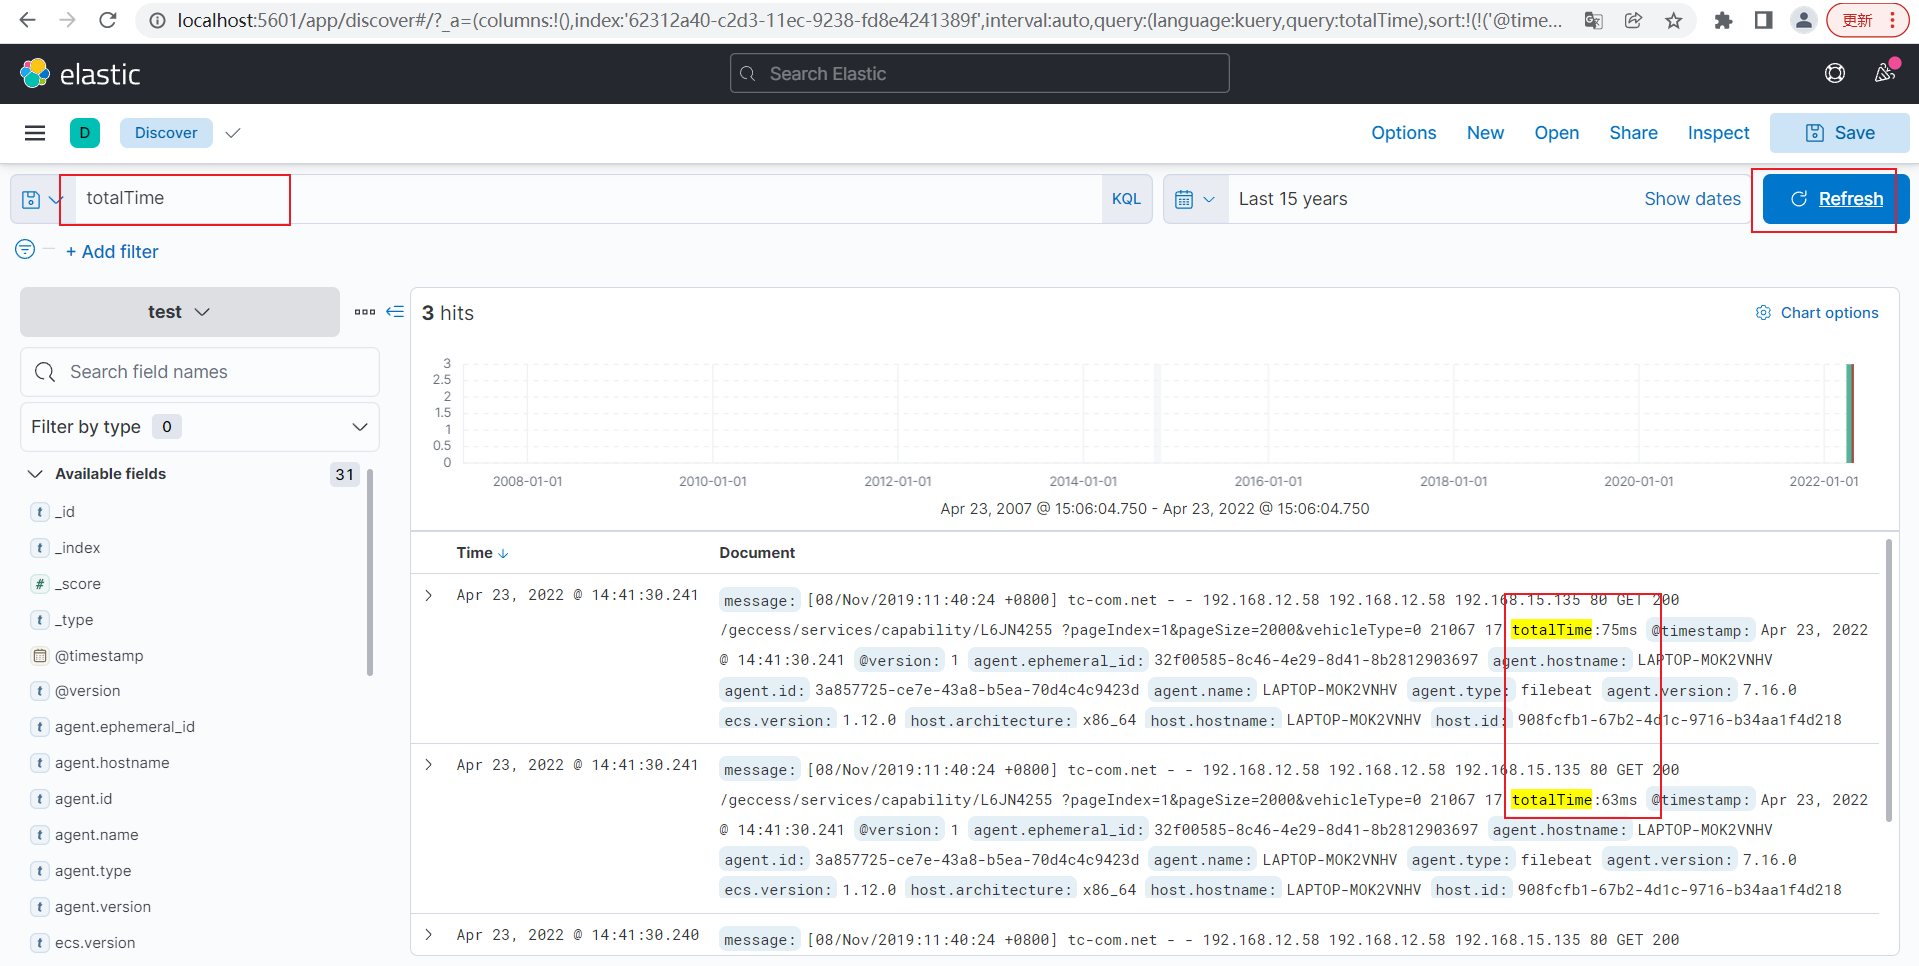 localhost:5601/app/discover#/?_a=(columns:!(),index:'62312a40-c2d3-11ec-9238-fd8e4241389f',interval:auto,query:(language:kuery,query:totalTime),sort:!(!('@time...
更新
elastic
Search Elastic
D
Discover
Options
New
Open
Share
Inspect
Save
totalTime
KQL
Last 15 years
Show dates
Refresh
+ Add filter
test
3 hits
Chart options
Search field names
Filter by type 0
Available fields
31
_id
_index
_score
_type
@timestamp
@version
agent.ephemeral_id
agent.hostname
agent.id
agent.name
agent.type
agent.version
ecs.version
3
2.5
2
1.5
1
0.5
0
2008-01-01
2010-01-01
2012-01-01
2014-01-01
2016-01-01
2018-01-01
2020-01-01
2022-01-01
Apr 23, 2007 @ 15:06:04.750 - Apr 23, 2022 @ 15:06:04.750
Time
Document
Apr 23, 2022 @ 14:41:30.241
message: [08/Nov/2019:11:40:24 +0800] tc-com.net - - 192.168.12.58 192.168.12.58 192.168.15.135 80 GET 200
/geccess/services/capability/L6JN4255 ?pageIndex=1&pageSize=2000&vehicleType=0 21067 17 totalTime:75ms @timestamp: Apr 23, 2022
@ 14:41:30.241 @version: 1 agent.ephemeral_id: 32f00585-8c46-4e29-8d41-8b2812903697 agent.hostname: LAPTOP-MOK2VNHV
agent.id: 3a857725-ce7e-43a8-b5ea-70d4c4c9423d agent.name: LAPTOP-MOK2VNHV agent.type: filebeat agent.version: 7.16.0
ecs.version: 1.12.0 host.architecture: x86_64 host.hostname: LAPTOP-MOK2VNHV host.id: 908fcfb1-67b2-4d1c-9716-b34aa1f4d218
Apr 23, 2022 @ 14:41:30.241
message: [08/Nov/2019:11:40:24 +0800] tc-com.net - - 192.168.12.58 192.168.12.58 192.168.15.135 80 GET 200
/geccess/services/capability/L6JN4255 ?pageIndex=1&pageSize=2000&vehicleType=0 21067 17 totalTime:63ms @timestamp: Apr 23, 2022
@ 14:41:30.241 @version: 1 agent.ephemeral_id: 32f00585-8c46-4e29-8d41-8b2812903697 agent.hostname: LAPTOP-MOK2VNHV
agent.id: 3a857725-ce7e-43a8-b5ea-70d4c4c9423d agent.name: LAPTOP-MOK2VNHV agent.type: filebeat agent.version: 7.16.0
ecs.version: 1.12.0 host.architecture: x86_64 host.hostname: LAPTOP-MOK2VNHV host.id: 908fcfb1-67b2-4d1c-9716-b34aa1f4d218
Apr 23, 2022 @ 14:41:30.240
message: [08/Nov/2019:11:40:24 +0800] tc-com.net - - 192.168.12.58 192.168.12.58 192.168.15.135 80 GET 200